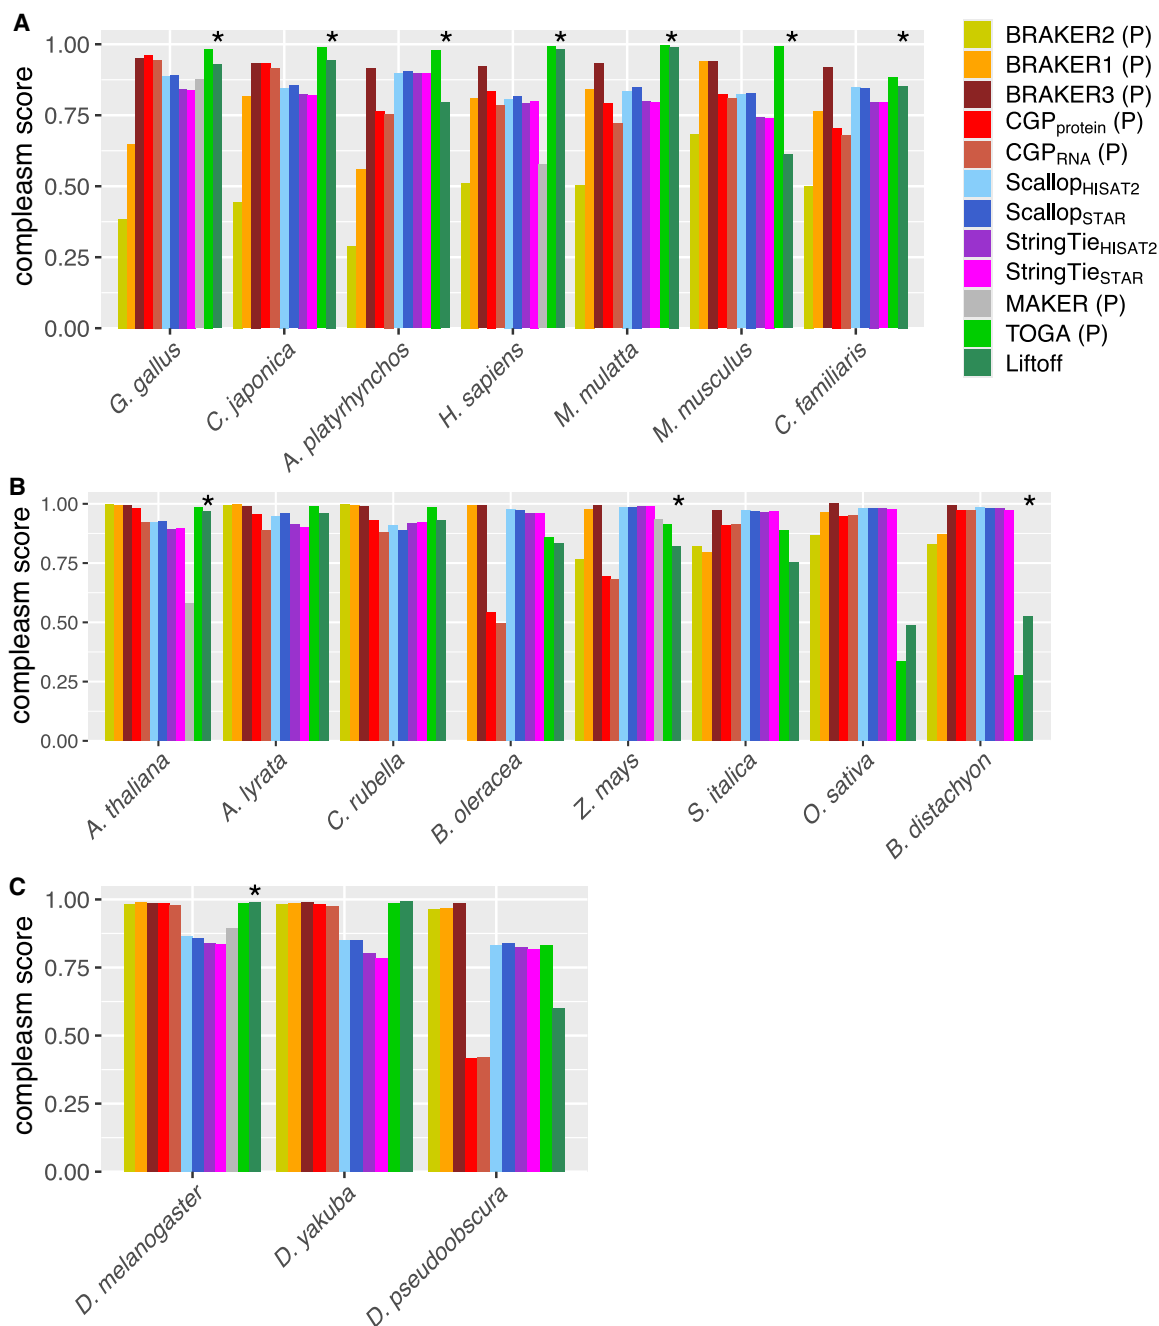 A
compleasm score
1.00
0.75
0.50
0.25
0.00
* * * * * * *
G. gallus
C. japonica
A. platyrhynchos
H. sapiens
M. mulatta
M. musculus
C. familiaris
BRAKER2 (P)
BRAKER1 (P)
BRAKER3 (P)
CGPprotein (P)
CGPRNA (P)
ScallopHISAT2
ScallopSTAR
StringTieHISAT2
StringTieSTAR
MAKER (P)
TOGA (P)
Liftoff
B
compleasm score
1.00
0.75
0.50
0.25
0.00
* * *
A. thaliana
A. lyrata
C. rubella
B. oleracea
Z. mays
S. italica
O. sativa
B. distachyon
C
compleasm score
1.00
0.75
0.50
0.25
0.00
*
D. melanogaster
D. yakuba
D. pseudoobscura